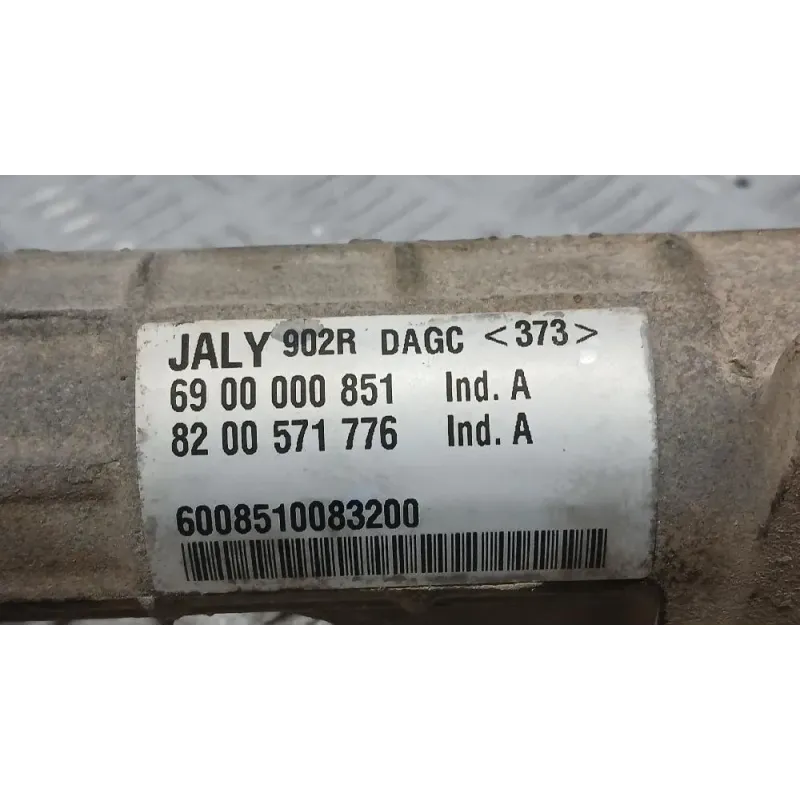 JALY 902R DAGC <373>
69 00 000 851 Ind. A
82 00 571 776 Ind. A
6008510083200